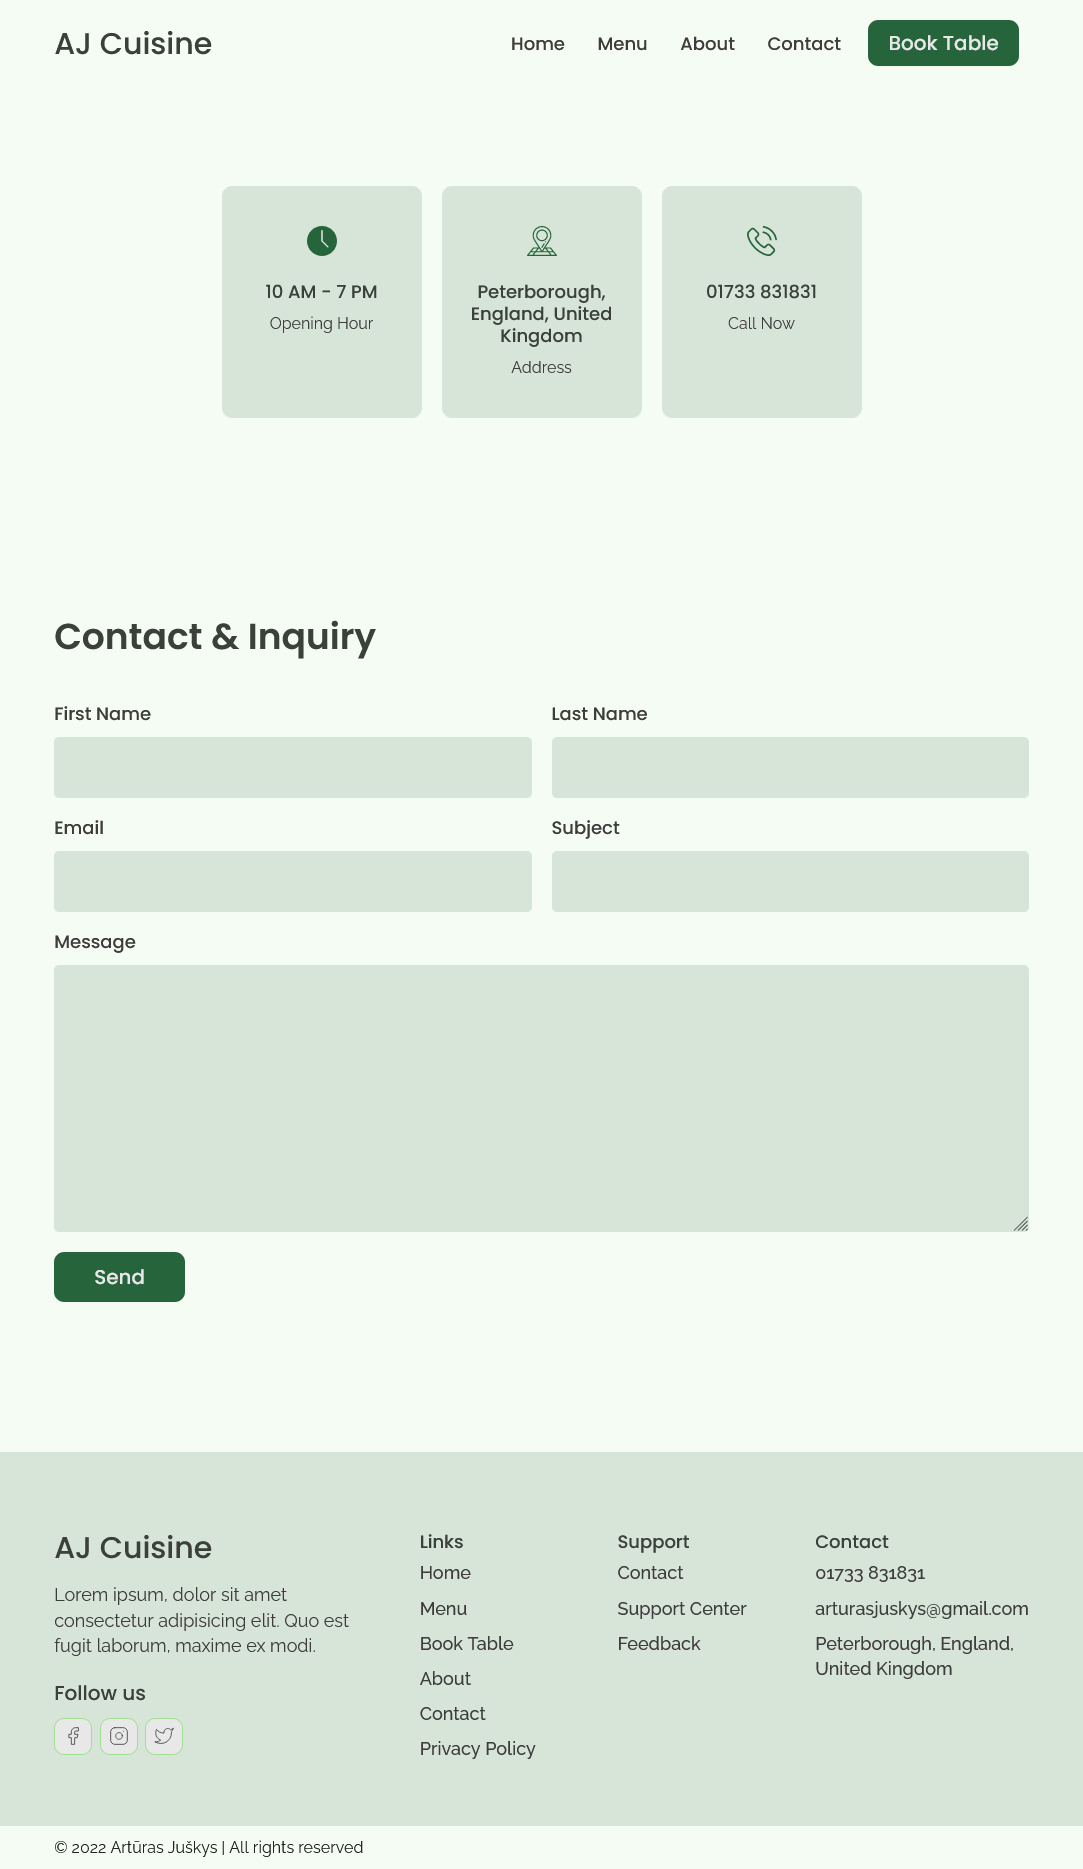 AJ Cuisine
Home
Menu
About
Contact
Book Table
10 AM - 7 PM
Opening Hour
Peterborough,
England, United
Kingdom
Address
01733 831831
Call Now
Contact & Inquiry
First Name
Last Name
Email
Subject
Message
Send
AJ Cuisine
Lorem ipsum, dolor sit amet
consectetur adipisicing elit. Quo est
fugit laborum, maxime ex modi.
Follow us
Links
Home
Menu
Book Table
About
Contact
Privacy Policy
Support
Contact
Support Center
Feedback
Contact
01733 831831
arturasjuskys@gmail.com
Peterborough, England,
United Kingdom
© 2022 Artūras Juškys | All rights reserved